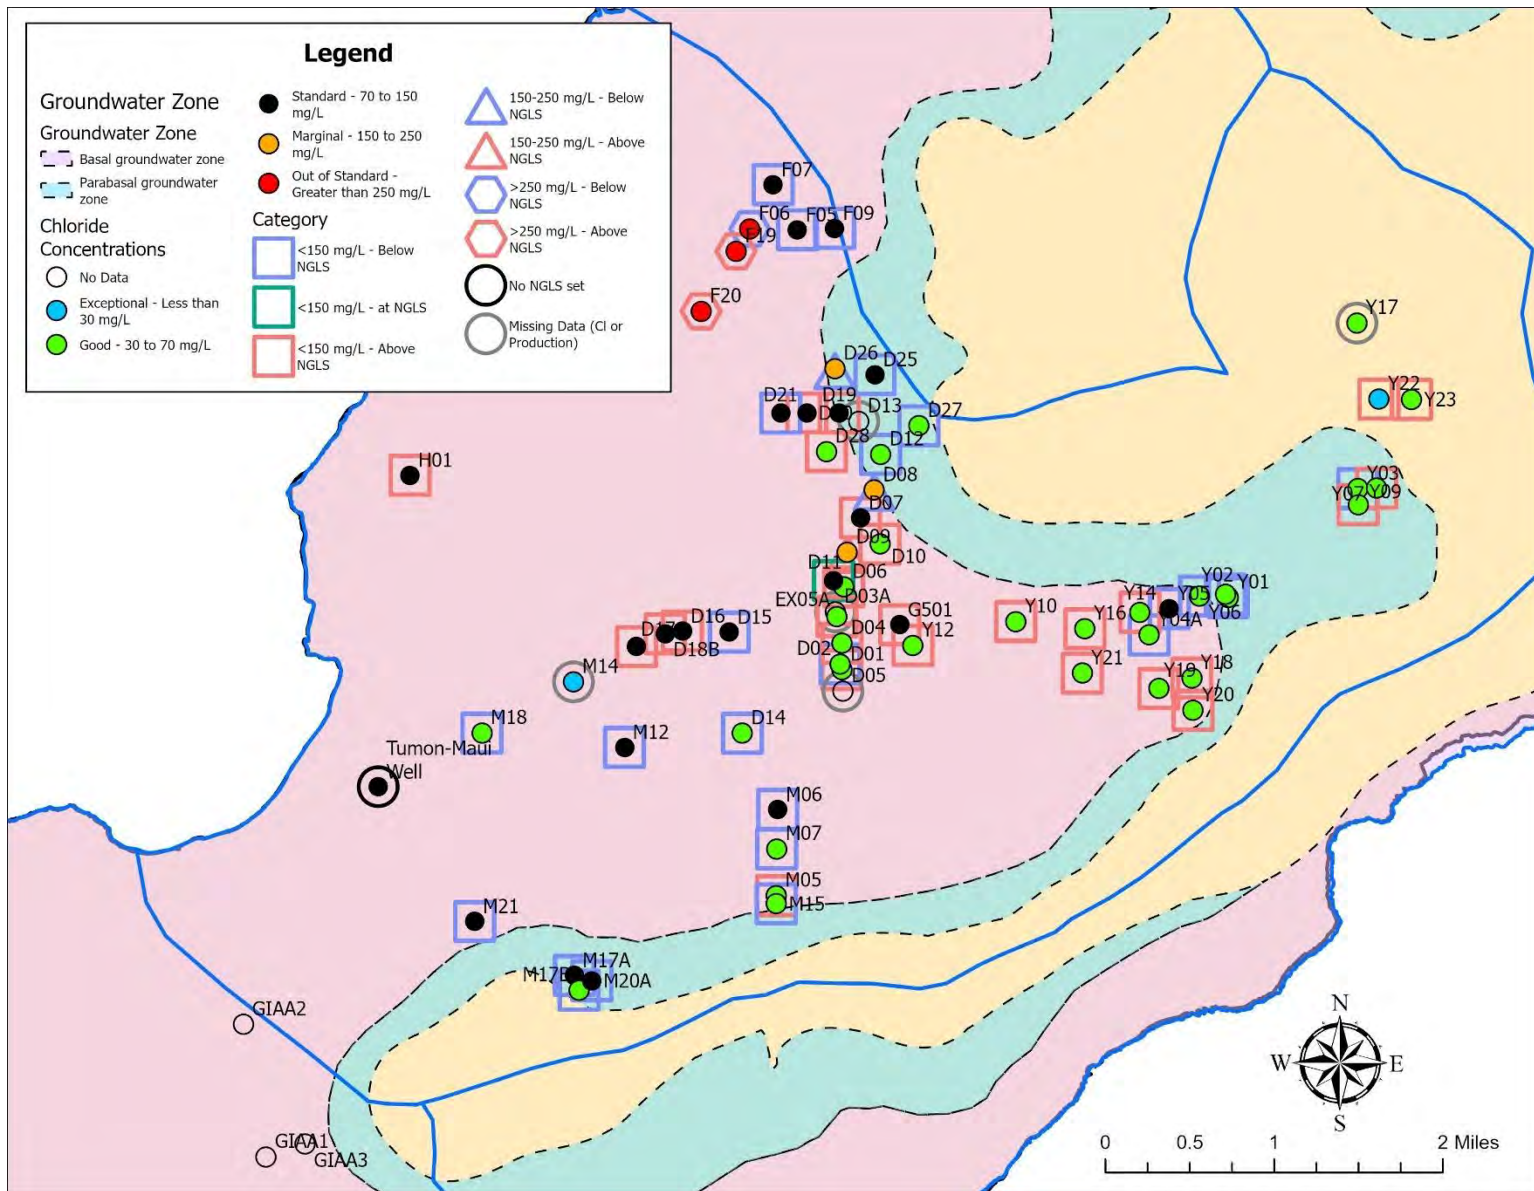 Legend
Groundwater Zone
Groundwater Zone
Basal groundwater zone
Parabasal groundwater
zone
Chloride
Concentrations
No Data
Exceptional - Less than
30 mg/L
Good - 30 to 70 mg/L
Standard - 70 to 150
mg/L
Marginal - 150 to 250
mg/L
Out of Standard -
Greater than 250 mg/L
Category
<150 mg/L - Below
NGLS
<150 mg/L - at NGLS
<150 mg/L - Above
NGLS
150-250 mg/L - Below
NGLS
150-250 mg/L - Above
NGLS
>250 mg/L - Below
NGLS
>250 mg/L - Above
NGLS
No NGLS set
Missing Data (Cl or
Production)
F07
F06
F05
F09
F19
F20
Y17
D26
D25
Y22
Y23
D21
D19
D13
D27
D28
D12
H01
D08
Y03
Y07
Y09
D07
D09
D10
D11
D06
EX05A
D03A
G501
Y10
Y14
Y16
Y05
Y02
Y01
Y06
Y04A
D17
D16
D18B
D15
D04
Y12
D02
D01
D05
M14
Y21
Y19
Y18
Y20
M18
M12
D14
Tumon-Maui
Well
M06
M07
M05
M15
M21
M17A
M20A
GIAA2
GIAA1
GIAA3
N
W
E
S
0
0.5
1
2 Miles